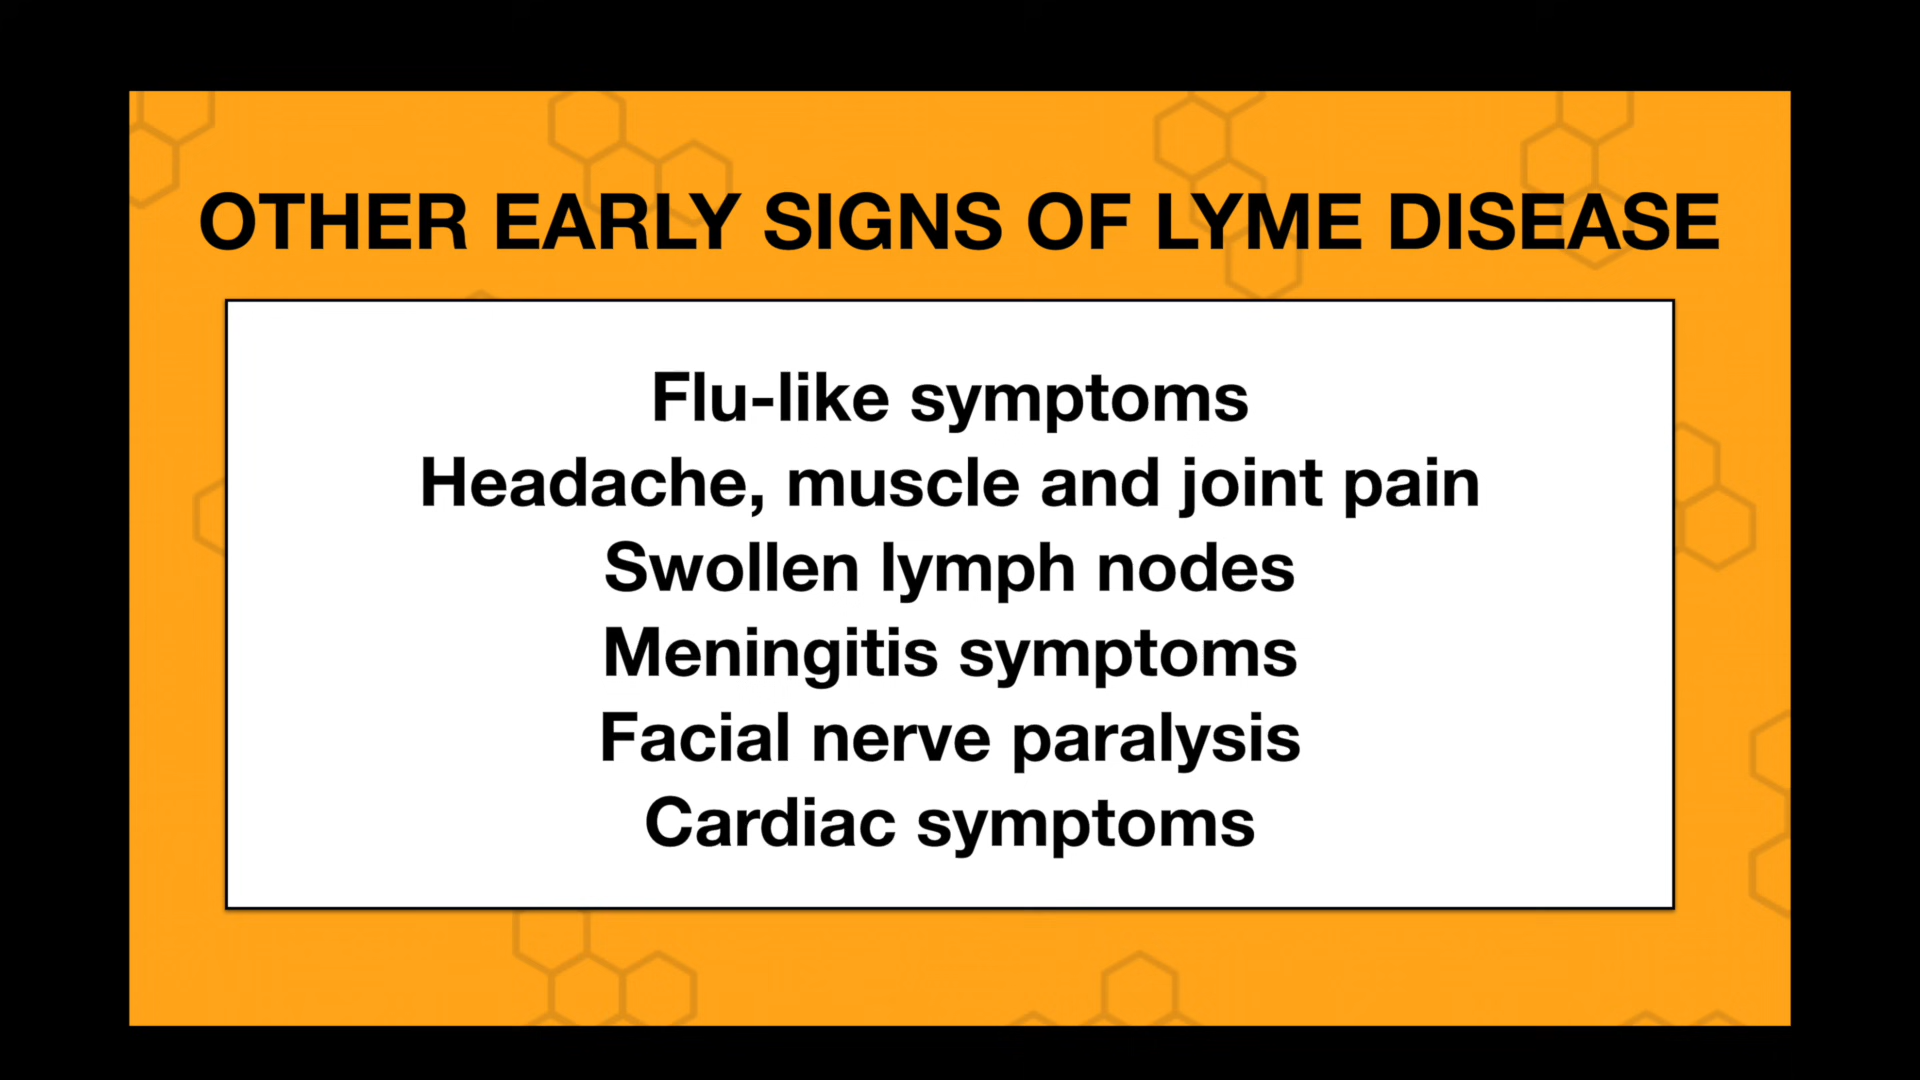 OTHER EARLY SIGNS OF LYME DISEASE
Flu-like symptoms
Headache, muscle and joint pain
Swollen lymph nodes
Meningitis symptoms
Facial nerve paralysis
Cardiac symptoms